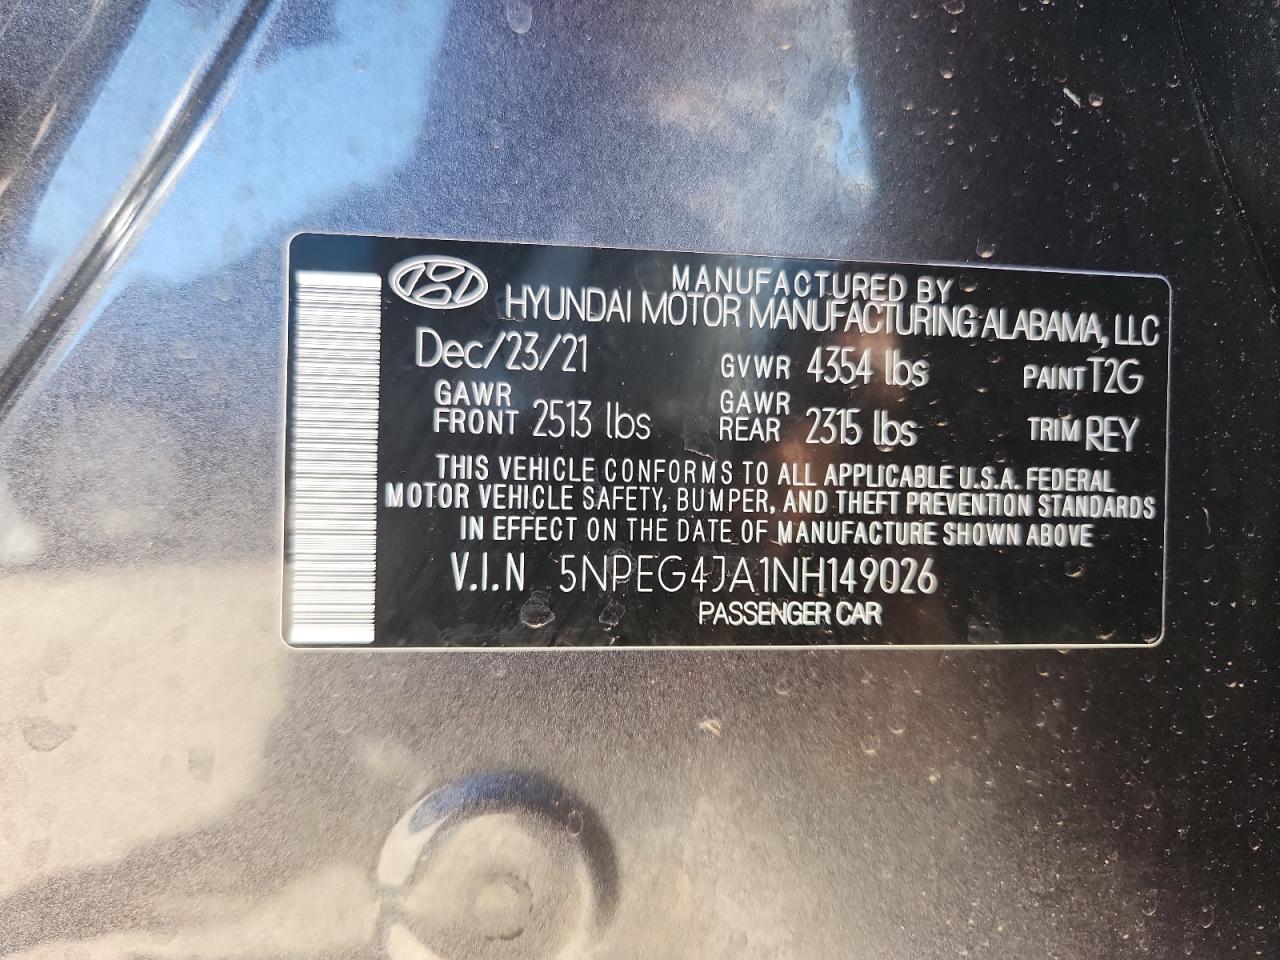 MANUFACTURED BY
HYUNDAI MOTOR MANUFACTURING ALABAMA, LLC
Dec/23/21 GVWR 4354 lbs PAINT T2G
GAWR FRONT 2513 lbs GAWR REAR 2315 lbs TRIM REY
THIS VEHICLE CONFORMS TO ALL APPLICABLE U.S.A. FEDERAL
MOTOR VEHICLE SAFETY, BUMPER, AND THEFT PREVENTION STANDARDS
IN EFFECT ON THE DATE OF MANUFACTURE SHOWN ABOVE
V.I.N 5NPEG4JA1NH149026
PASSENGER CAR